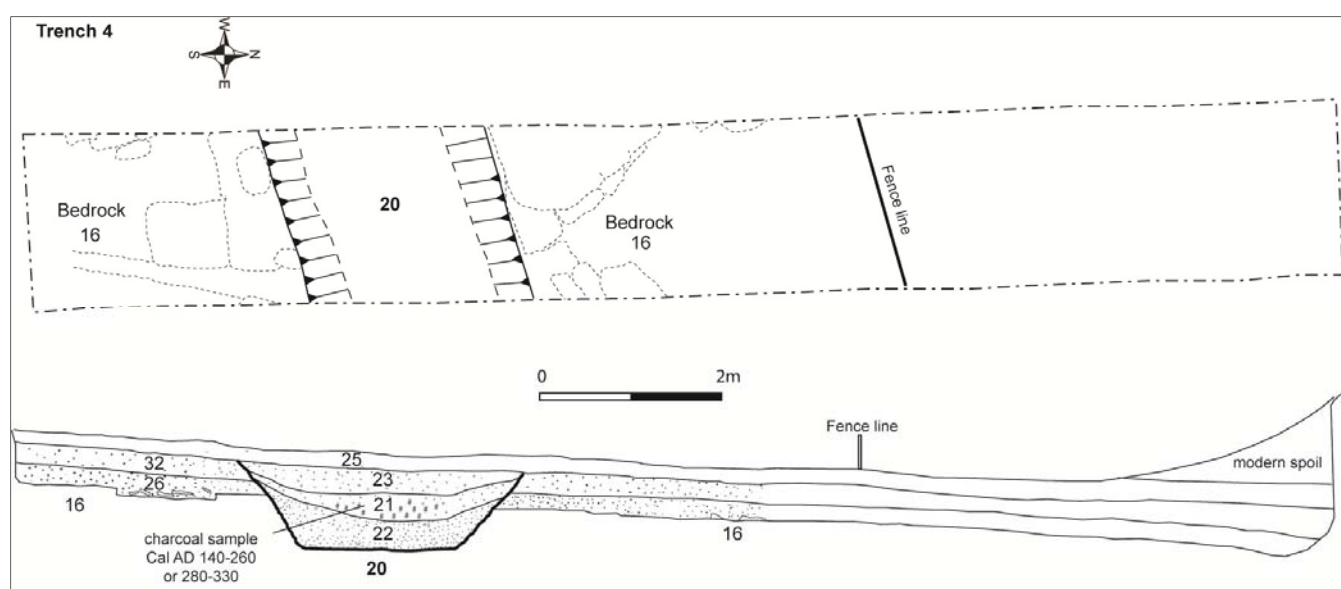 Trench 4
W
S N
E
Bedrock
16
20
Bedrock
16
Fence line
0 2m
Fence line
25
32
23
26
modern spoil
21
16
22
16
charcoal sample
Cal AD 140-260
or 280-330
20